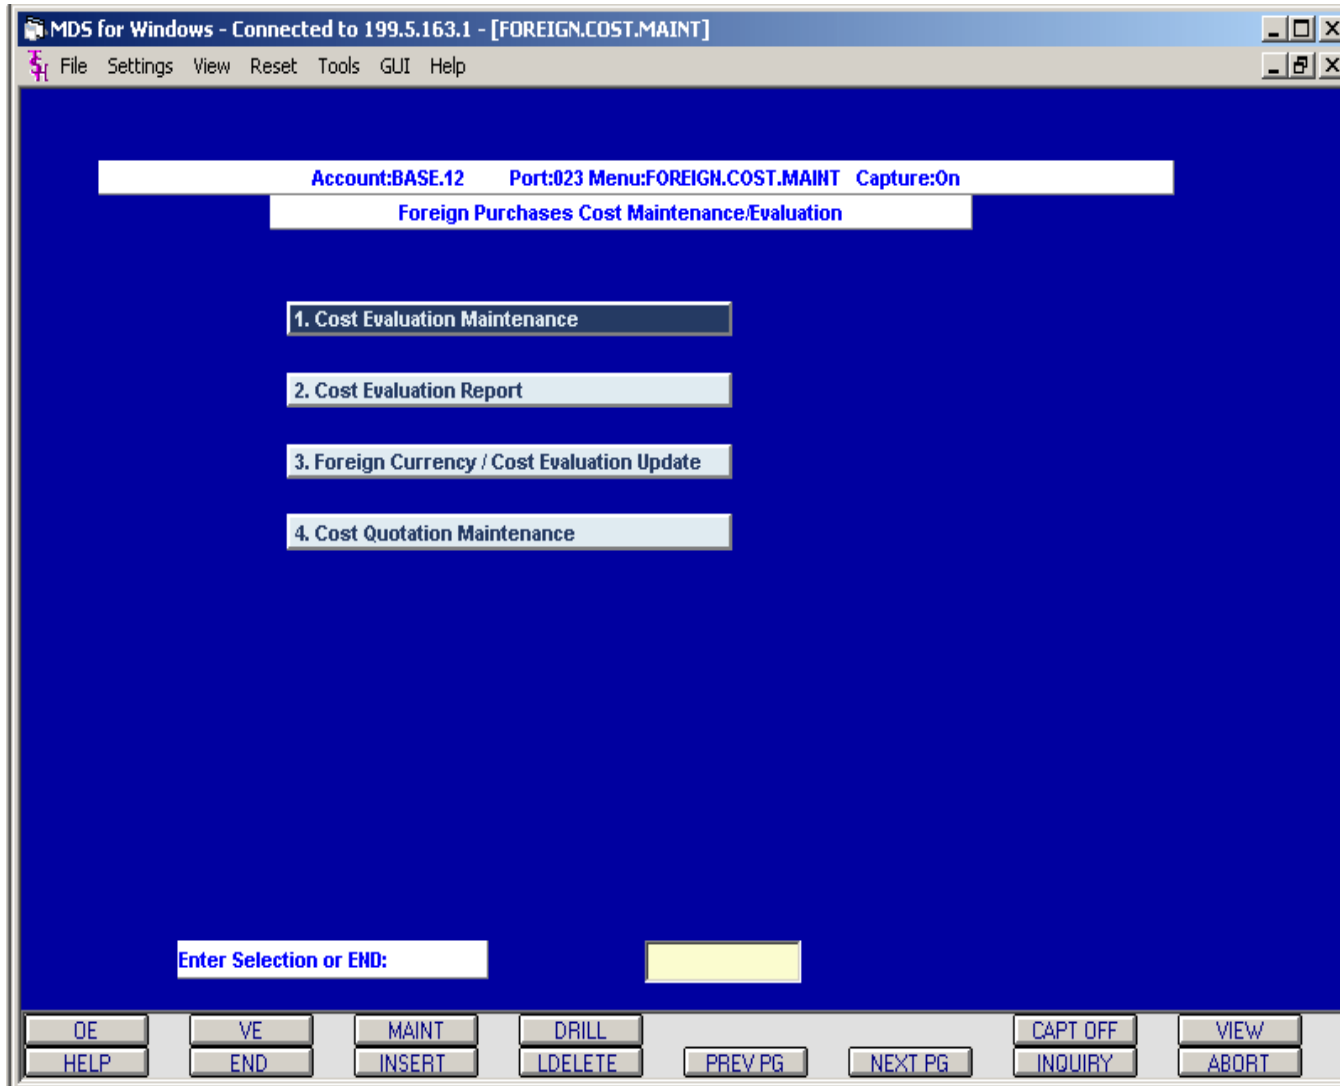 MDS for Windows - Connected to 199.5.163.1 - [FOREIGN.COST.MAINT]
File Settings View Reset Tools GUI Help
Account:BASE.12 Port:023 Menu:FOREIGN.COST.MAINT Capture:On
Foreign Purchases Cost Maintenance/Evaluation
1. Cost Evaluation Maintenance
2. Cost Evaluation Report
3. Foreign Currency / Cost Evaluation Update
4. Cost Quotation Maintenance
Enter Selection or END:
OE VE MAINT DRILL CAPT OFF VIEW
HELP END INSERT LDELETE PREV PG NEXT PG INQUIRY ABORT